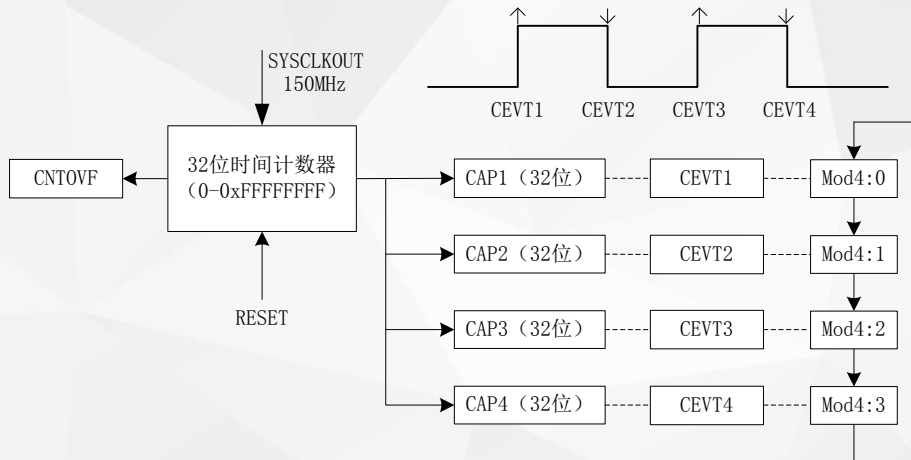 SYSCLKOUT
150MHz
CEVT1 CEVT2 CEVT3 CEVT4
CNTOVF
32位时间计数器
（0-0xFFFFFFFF）
CAP1（32位） CEVT1 Mod4:0
CAP2（32位） CEVT2 Mod4:1
RESET
CAP3（32位） CEVT3 Mod4:2
CAP4（32位） CEVT4 Mod4:3